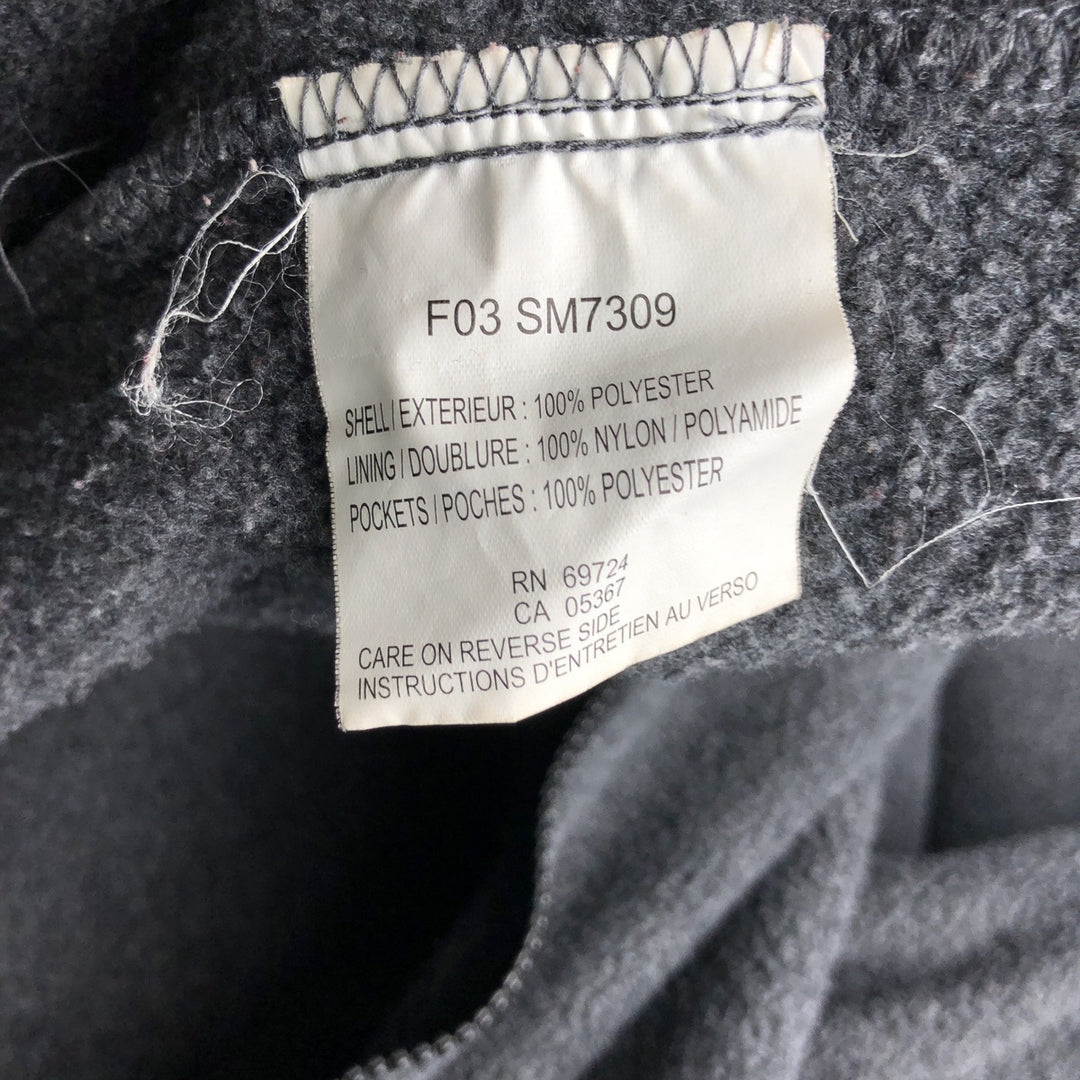 F03 SM7309
SHELL / EXTERIEUR : 100% POLYESTER
LINING / DOUBLURE : 100% NYLON / POLYAMIDE
POCKETS / POCHES : 100% POLYESTER
RN 69724
CA 05367
CARE ON REVERSE SIDE
INSTRUCTIONS D'ENTRETIEN AU VERSO